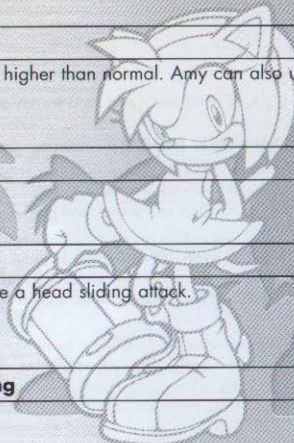 higher than normal. Amy can also
e a head sliding attack.
g